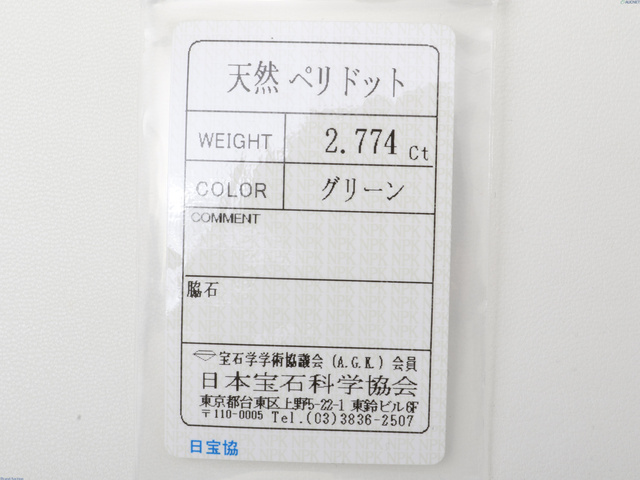 天然 ペリドット
WEIGHT 2.774 Ct
COLOR グリーン
COMMENT
脇石
宝石学学術協議会 (A.G.K.) 会員
日本宝石科学協会
東京都台東区上野5-22-1 東鈴ビル6F
〒110-0005 Tel.(03)3836-2507
日宝協